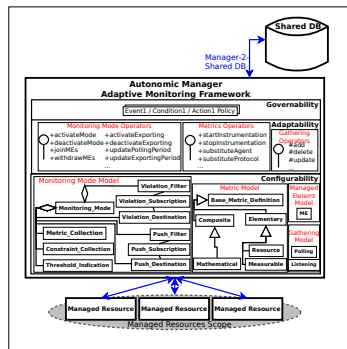 Shared DB
Manager-2-
Shared DB
Autonomic Manager
Adaptive Monitoring Framework
Governability
Event1 / Condition1 / Action1 Policy
Adaptability
Monitoring Mode Operators
+activateMode +activateExporting
+deactivateMode +deactivateExporting
+joinMEs +updatePollingPeriod
+withdrawMEs +updateExportingPeriod
...
Metrics Operators
+startInstrumentation
+stopInstrumentation
+substituteAgent
+substituteProtocol
...
Gathering
Operators
#add
#delete
#update
...
Configurability
Monitoring Mode Model
Violation_Filter
Monitoring_Mode
Violation_Subscription
Violation_Destination
Metric_Collection
Push_Filter
Constraint_Collection
Push_Subscription
Threshold_Indication
Push_Destination
Metric Model
Base_Metric_Definition
Composite
Elementary
Resource
Mathematical
Measurable
Managed
Elememt
Model
ME
Gathering
Model
Polling
Listening
Managed Resource
Managed Resource
Managed Resource
Managed Resources Scope